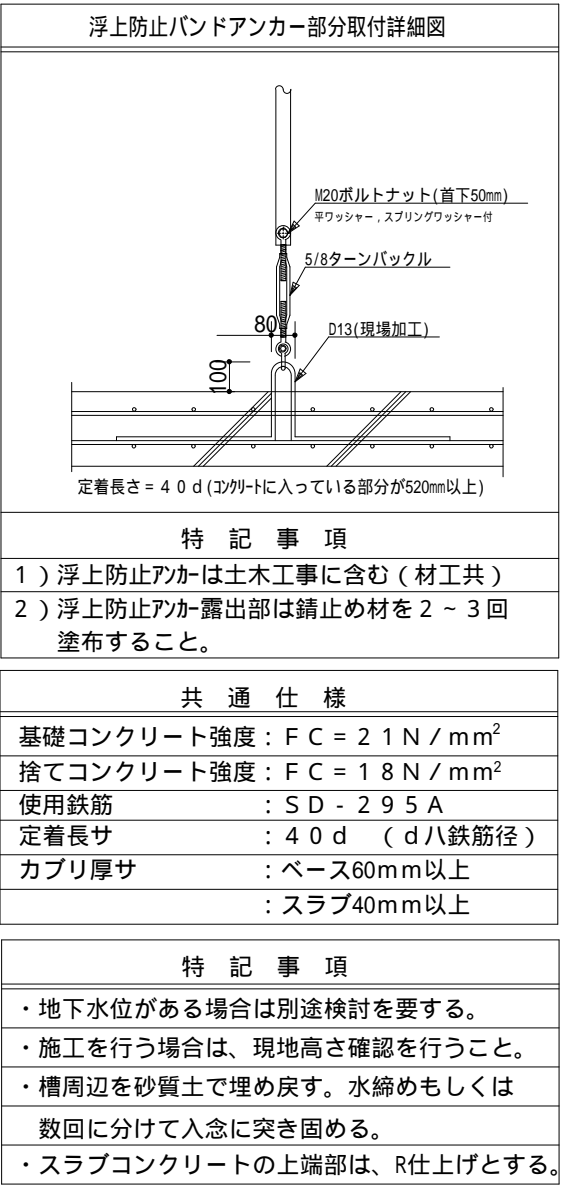 浮上防止バンドアンカー部分取付詳細図
M20ボルトナット(首下50mm)
平ワッシャー，スプリングワッシャー付
5/8ターンバックル
80
D13(現場加工)
100
定着長さ=４０ｄ(ｺﾝｸﾘｰﾄに入っている部分が520mm以上)
特 記 事 項
１）浮上防止ｱﾝｶｰは土木工事に含む（材工共）
２）浮上防止ｱﾝｶｰ露出部は錆止め材を２～３回
塗布すること。
共 通 仕 様
基礎コンクリート強度：ＦＣ=２１Ｎ／mm²
捨てコンクリート強度：ＦＣ=１８Ｎ／mm²
使用鉄筋 ：ＳＤ-２９５Ａ
定着長サ ：４０ｄ （ｄハ鉄筋径）
カブリ厚サ ：ベース60mm以上
：スラブ40mm以上
特 記 事 項
・地下水位がある場合は別途検討を要する。
・施工を行う場合は、現地高さ確認を行うこと。
・槽周辺を砂質土で埋め戻す。水締めもしくは
数回に分けて入念に突き固める。
・スラブコンクリートの上端部は、R仕上げとする。